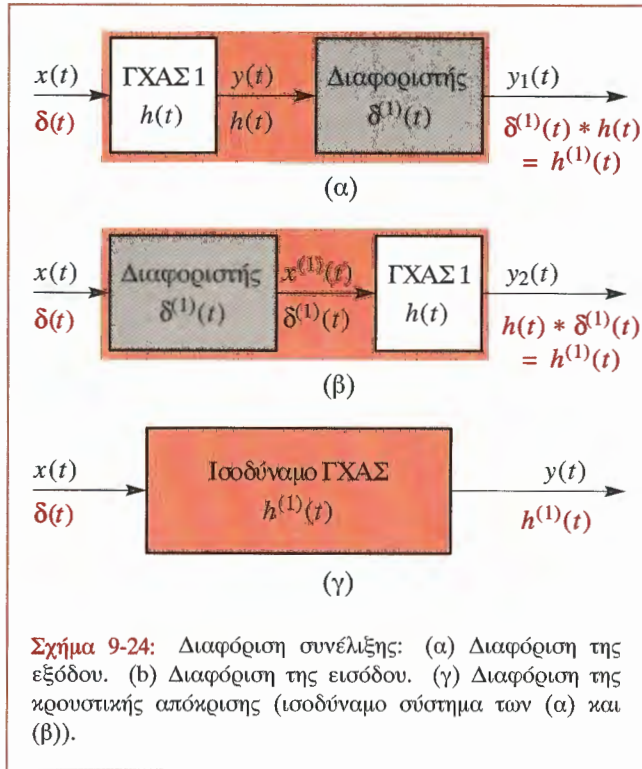 x(t) ΓΧΑΣ 1 y(t) Διαφοριστής y₁(t)
δ(t) h(t) h(t) δ⁽¹⁾(t) δ⁽¹⁾(t) * h(t)
= h⁽¹⁾(t)
(α)
x(t) Διαφοριστής x⁽¹⁾(t) ΓΧΑΣ 1 y₂(t)
δ(t) δ⁽¹⁾(t) δ⁽¹⁾(t) h(t) h(t) * δ⁽¹⁾(t)
= h⁽¹⁾(t)
(β)
x(t) Ισοδύναμο ΓΧΑΣ y(t)
δ(t) h⁽¹⁾(t) h⁽¹⁾(t)
(γ)
Σχήμα 9-24: Διαφόριση συνέλιξης: (α) Διαφόριση της
εξόδου. (b) Διαφόριση της εισόδου. (γ) Διαφόριση της
κρουστικής απόκρισης (ισοδύναμο σύστημα των (α) και
(β)).